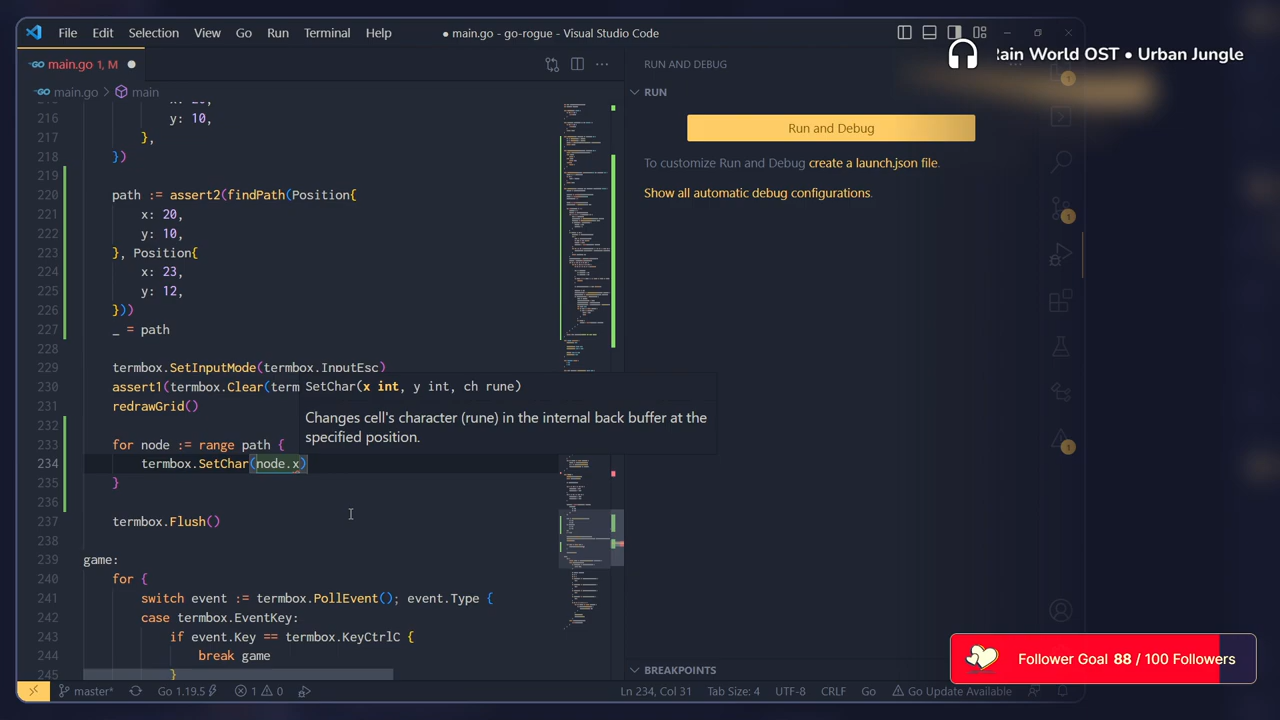 File Edit Selection View Go Run Terminal Help
● main.go - go-rogue - Visual Studio Code
ain World OST • Urban Jungle
main.go 1, M ●
RUN AND DEBUG
main.go > main
RUN
216 y: 10,
217 },
218 })
219
220 path := assert2(findPath(Position{
221 x: 20,
222 y: 10,
223 }, Position{
224 x: 23,
225 y: 12,
226 }))
227 _ = path
228
229 termbox.SetInputMode(termbox.InputEsc)
230 assert1(termbox.Clear(term
231 redrawGrid()
232
233 for node := range path {
234 termbox.SetChar(node.x)
235 }
236
237 termbox.Flush()
238
239 game:
240 for {
241 switch event := termbox.PollEvent(); event.Type {
242 case termbox.EventKey:
243 if event.Key == termbox.KeyCtrlC {
244 break game
245 }
SetChar(x int, y int, ch rune)
Changes cell's character (rune) in the internal back buffer at the
specified position.
Run and Debug
To customize Run and Debug create a launch.json file.
Show all automatic debug configurations.
1
1
1
1
BREAKPOINTS
Follower Goal 88 / 100 Followers
master* Go 1.19.5 1 0 Ln 234, Col 31 Tab Size: 4 UTF-8 CRLF Go Go Update Available